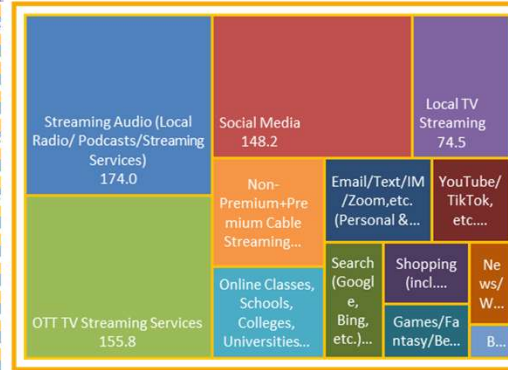 Streaming Audio (Local
Radio/ Podcasts/Streaming
Services)
174.0
OTT TV Streaming Services
155.8
Social Media
148.2
Local TV
Streaming
74.5
Non-
Premium+Pre
mium Cable
Streaming...
Email/Text/IM
/Zoom,etc.
(Personal &...
YouTube/
TikTok,
etc....
Online Classes,
Schools,
Colleges,
Universities...
Search
(Googl
e,
Bing,
etc.)...
Shopping
(incl....
Games/Fa
ntasy/Be...
Ne
ws/
W...
B...